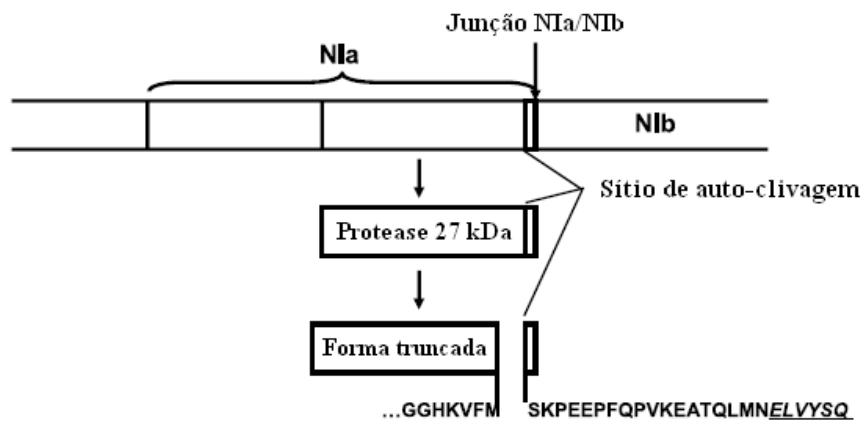 Junção NIa/NIb
NIa
NIb
Sítio de auto-clivagem
Protease 27 kDa
Forma truncada
...GGHKVFM SKPEEPFQPVKEATQLMNELVYSQ